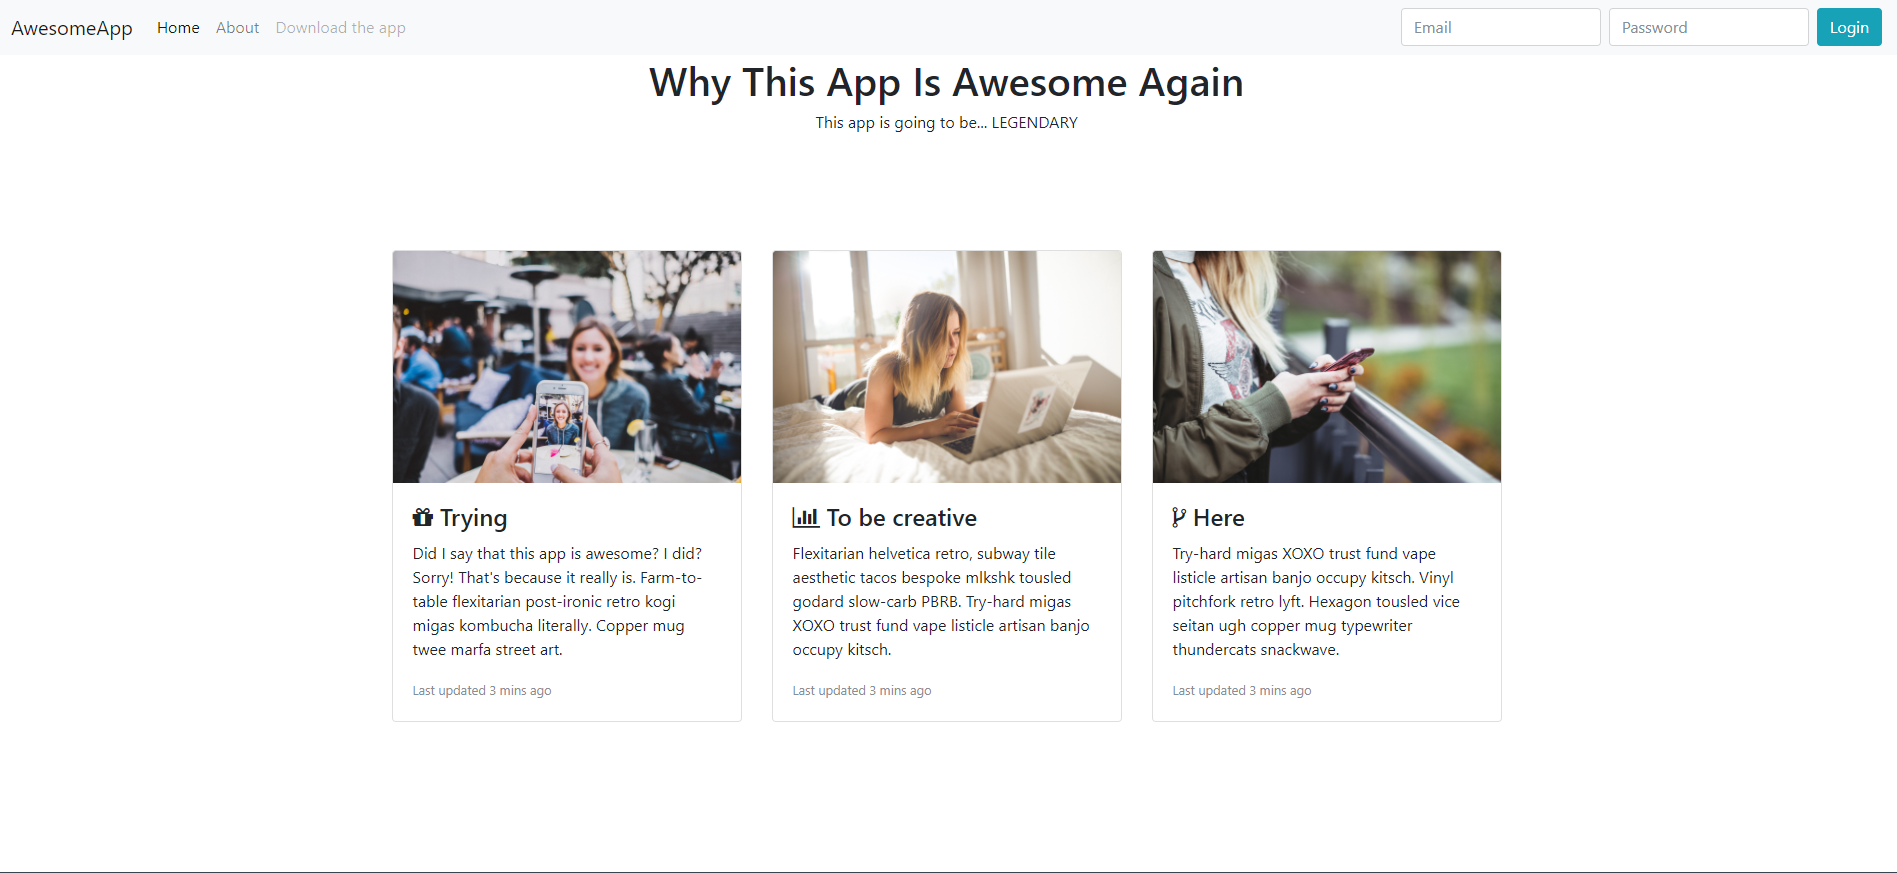 AwesomeApp Home About Download the app Email Password Login
Why This App Is Awesome Again
This app is going to be... LEGENDARY
Trying
Did I say that this app is awesome? I did?
Sorry! That's because it really is. Farm-to-
table flexitarian post-ironic retro kogi
migas kombucha literally. Copper mug
twee marfa street art.
Last updated 3 mins ago
To be creative
Flexitarian helvetica retro, subway tile
aesthetic tacos bespoke mlkshk tousled
godard slow-carb PBRB. Try-hard migas
XOXO trust fund vape listicle artisan banjo
occupy kitsch.
Last updated 3 mins ago
Here
Try-hard migas XOXO trust fund vape
listicle artisan banjo occupy kitsch. Vinyl
pitchfork retro lyft. Hexagon tousled vice
seitan ugh copper mug typewriter
thundercats snackwave.
Last updated 3 mins ago